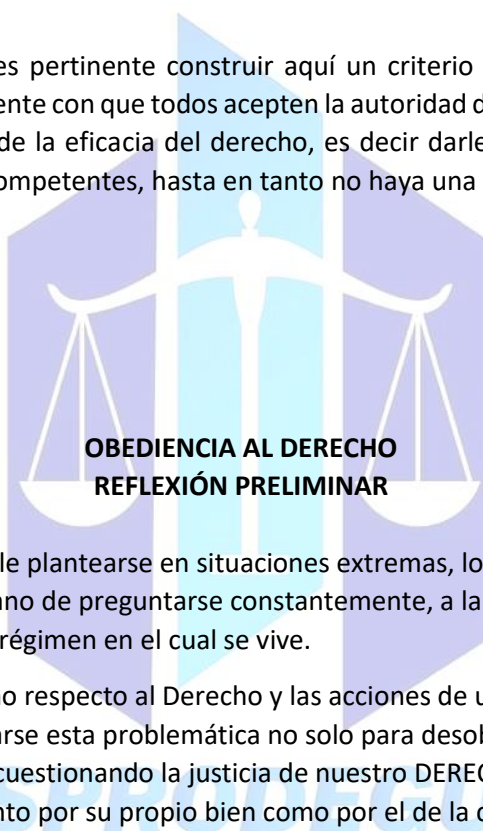 es pertinente construir aquí un criterio
ente con que todos acepten la autoridad d
de la eficacia del derecho, es decir darle
ompetentes, hasta en tanto no haya una
OBEDIENCIA AL DERECHO
REFLEXIÓN PRELIMINAR
le plantearse en situaciones extremas, lo
ano de preguntarse constantemente, a la
régimen en el cual se vive.
no respecto al Derecho y las acciones de u
arse esta problemática no solo para desob
cuestionando la justicia de nuestro DEREC
nto por su propio bien como por el de la c